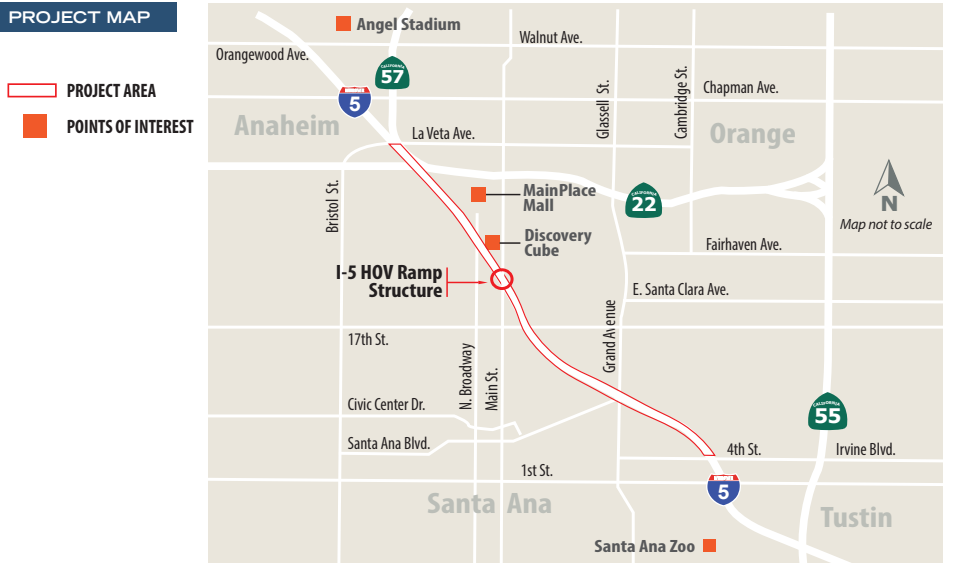 PROJECT MAP
PROJECT AREA
POINTS OF INTEREST
Angel Stadium
Walnut Ave.
Orangewood Ave.
CALIFORNIA
57
5
Glassell St.
Cambridge St.
Chapman Ave.
Anaheim
La Veta Ave.
Orange
Bristol St.
MainPlace
Mall
CALIFORNIA
22
N
Map not to scale
Discovery
Cube
Fairhaven Ave.
I-5 HOV Ramp
Structure
E. Santa Clara Ave.
17th St.
Grand Avenue
N. Broadway
Main St.
Civic Center Dr.
CALIFORNIA
55
Santa Ana Blvd.
4th St.
Irvine Blvd.
1st St.
5
Santa Ana
Tustin
Santa Ana Zoo